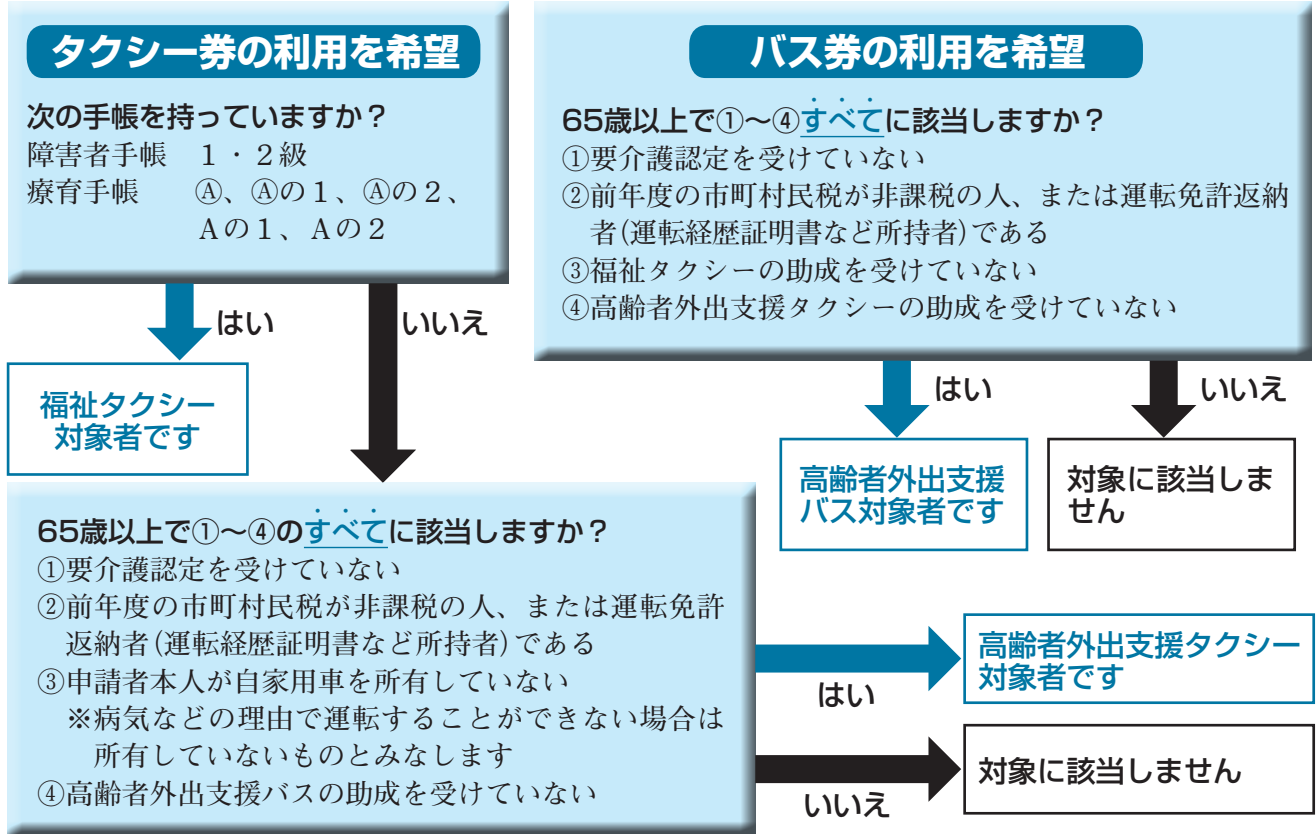 タクシー券の利用を希望
次の手帳を持っていますか？
障害者手帳　１・２級
療育手帳　　Ⓐ、Ⓐの１、Ⓐの２、
Ａの１、Ａの２
はい
いいえ
福祉タクシー
対象者です
バス券の利用を希望
65歳以上で①～④すべてに該当しますか？
①要介護認定を受けていない
②前年度の市町村民税が非課税の人、または運転免許返納
者(運転経歴証明書など所持者)である
③福祉タクシーの助成を受けていない
④高齢者外出支援タクシーの助成を受けていない
はい
いいえ
高齢者外出支援
バス対象者です
対象に該当しま
せん
65歳以上で①～④のすべてに該当しますか？
①要介護認定を受けていない
②前年度の市町村民税が非課税の人、または運転免許
返納者(運転経歴証明書など所持者)である
③申請者本人が自家用車を所有していない
※病気などの理由で運転することができない場合は
所有していないものとみなします
④高齢者外出支援バスの助成を受けていない
はい
高齢者外出支援タクシー
対象者です
いいえ
対象に該当しません